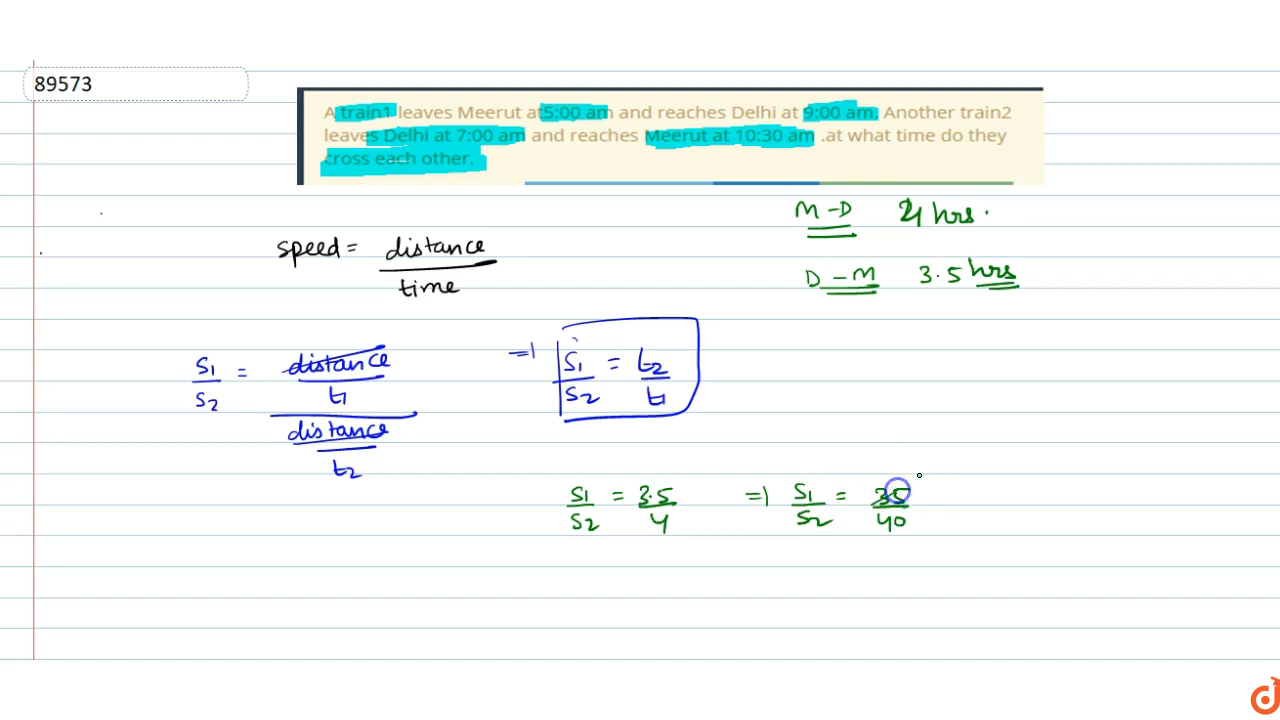 89573
A train1 leaves Meerut at 5:00 am and reaches Delhi at 9:00 am. Another train2
leaves Delhi at 7:00 am and reaches Meerut at 10:30 am .at what time do they
cross each other.
M-D 4 hrs.
speed = distance / time
D-M 3.5 hrs
S1/S2 = distance/t1 / distance/t2
=) S1/S2 = t2/t1
S1/S2 = 3.5/4 =) S1/S2 = 35/40